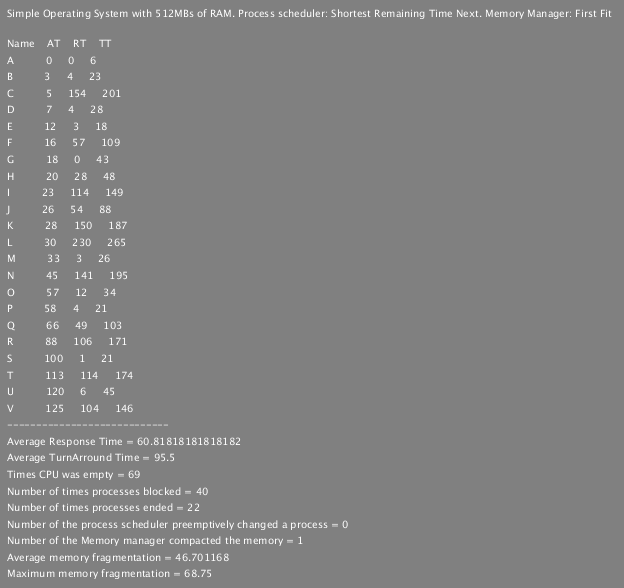 Simple Operating System with 512MBs of RAM. Process scheduler: Shortest Remaining Time Next. Memory Manager: First Fit
Name AT RT TT
A 0 0 6
B 3 4 23
C 5 154 201
D 7 4 28
E 12 3 18
F 16 57 109
G 18 0 43
H 20 28 48
I 23 114 149
J 26 54 88
K 28 150 187
L 30 230 265
M 33 3 26
N 45 141 195
O 57 12 34
P 58 4 21
Q 66 49 103
R 88 106 171
S 100 1 21
T 113 114 174
U 120 6 45
V 125 104 146
----------------------------
Average Response Time = 60.81818181818182
Average TurnArround Time = 95.5
Times CPU was empty = 69
Number of times processes blocked = 40
Number of times processes ended = 22
Number of the process scheduler preemptively changed a process = 0
Number of the Memory manager compacted the memory = 1
Average memory fragmentation = 46.701168
Maximum memory fragmentation = 68.75